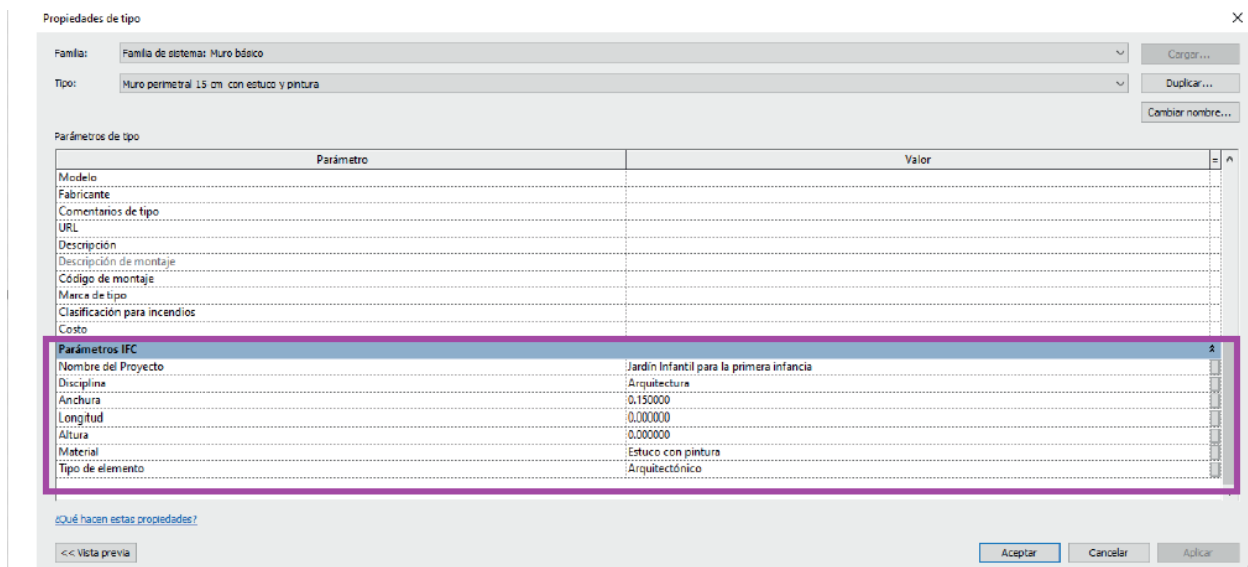 Propiedades de tipo
Familia: Familia de sistema: Muro básico Cargar...
Tipo: Muro perimetral 15 cm con estuco y pintura Duplicar...
Cambiar nombre...
Parámetros de tipo
Parámetro Valor =
Modelo
Fabricante
Comentarios de tipo
URL
Descripción
Descripción de montaje
Código de montaje
Marca de tipo
Clasificación para incendios
Costo
Parámetros IFC
Nombre del Proyecto Jardín Infantil para la primera infancia
Disciplina Arquitectura
Anchura 0.150000
Longitud 0.000000
Altura 0.000000
Material Estuco con pintura
Tipo de elemento Arquitectónico
¿Qué hacen estas propiedades?
<< Vista previa Aceptar Cancelar Aplicar